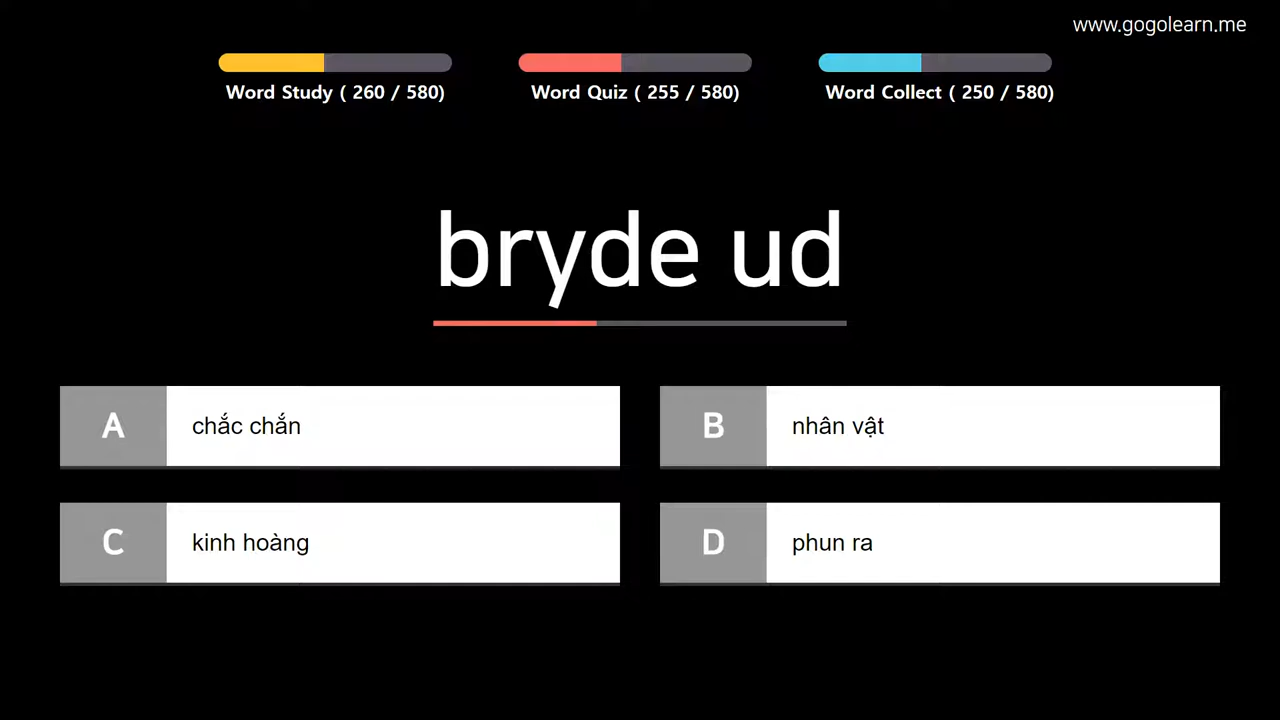 www.gogolearn.me
Word Study ( 260 / 580)
Word Quiz ( 255 / 580)
Word Collect ( 250 / 580)
bryde ud
A chắc chắn
B nhân vật
C kinh hoàng
D phun ra